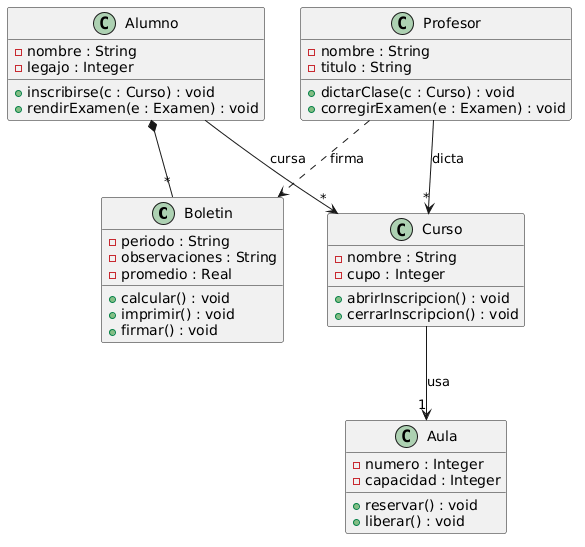 C Alumno
nombre : String
legajo : Integer
inscribirse(c : Curso) : void
rendirExamen(e : Examen) : void
C Profesor
nombre : String
titulo : String
dictarClase(c : Curso) : void
corregirExamen(e : Examen) : void
cursa
firma
dicta
*
*
*
C Boletin
periodo : String
observaciones : String
promedio : Real
calcular() : void
imprimir() : void
firmar() : void
C Curso
nombre : String
cupo : Integer
abrirInscripcion() : void
cerrarInscripcion() : void
usa
1
C Aula
numero : Integer
capacidad : Integer
reservar() : void
liberar() : void